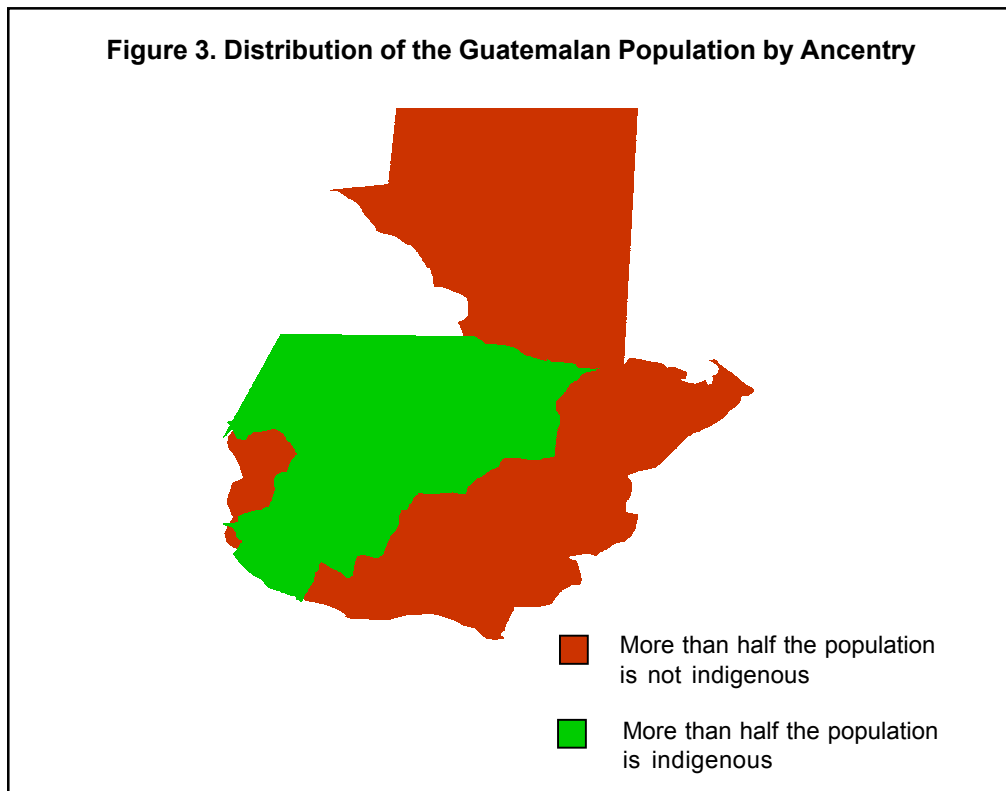 Figure 3. Distribution of the Guatemalan Population by Ancentry
More than half the population
is not indigenous
More than half the population
is indigenous